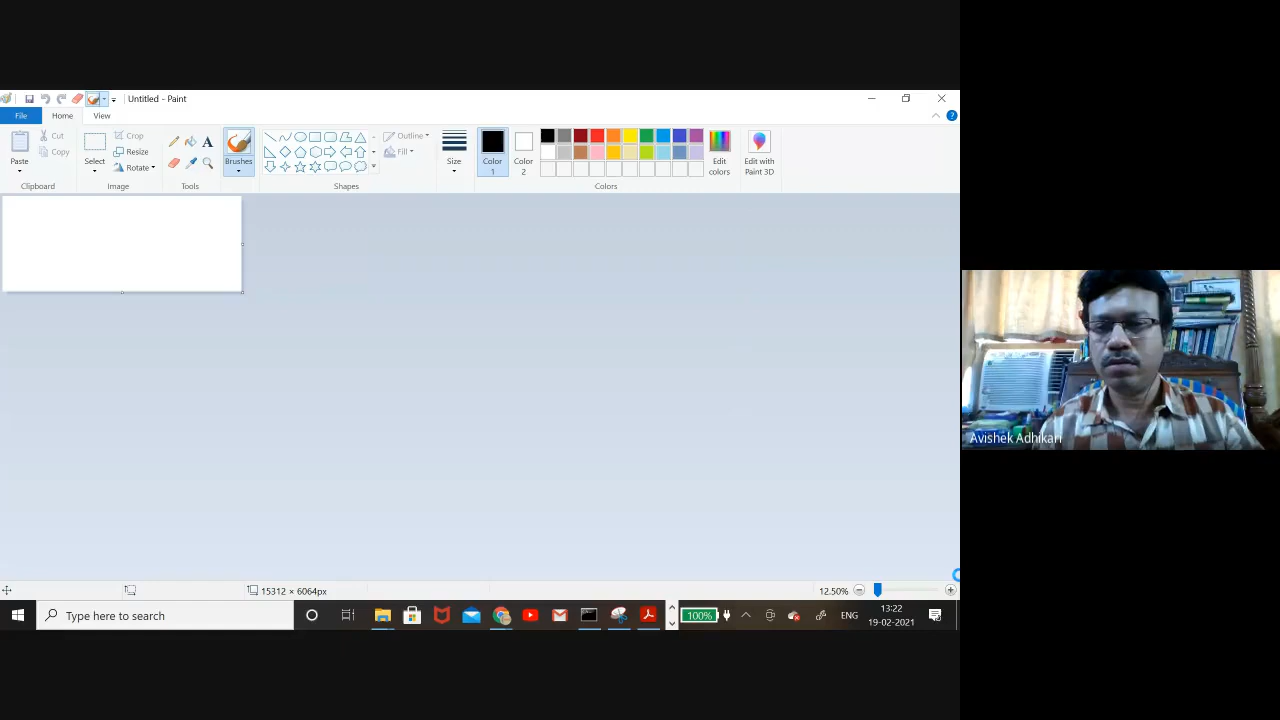 Untitled - Paint
File Home View
Paste
Cut
Copy
Clipboard
Select
Crop
Resize
Rotate
Image
A
Tools
Brushes
Shapes
Outline
Fill
Size
Color 1
Color 2
Edit colors
Colors
Edit with Paint 3D
Avishek Adhikari
15312 × 6064px
12.50%
Type here to search
100%
ENG
13:22
19-02-2021